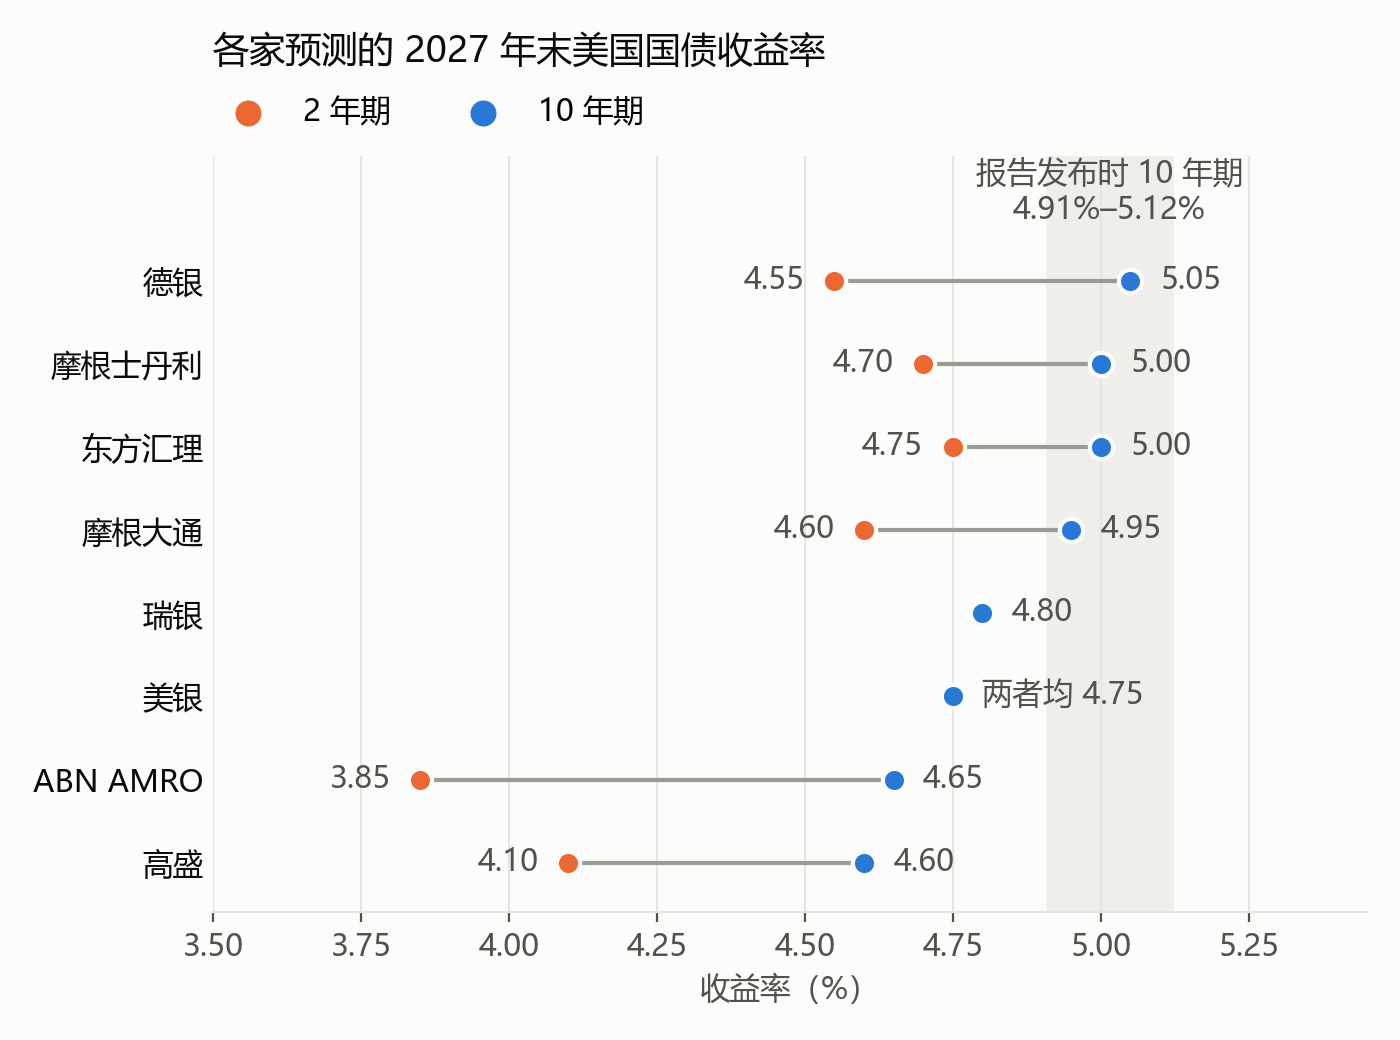 各家预测的 2027 年末美国国债收益率
2 年期 10 年期
报告发布时 10 年期
4.91%–5.12%
德银 4.55 5.05
摩根士丹利 4.70 5.00
东方汇理 4.75 5.00
摩根大通 4.60 4.95
瑞银 4.80
美银 两者均 4.75
ABN AMRO 3.85 4.65
高盛 4.10 4.60
3.50 3.75 4.00 4.25 4.50 4.75 5.00 5.25
收益率（%）